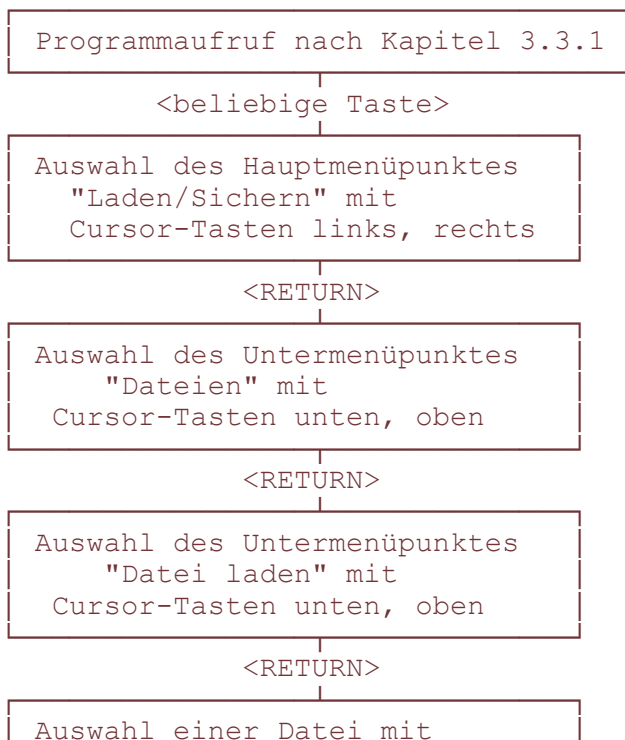 Programmaufruf nach Kapitel 3.3.1
<beliebige Taste>
Auswahl des Hauptmenüpunktes
"Laden/Sichern" mit
Cursor-Tasten links, rechts
<RETURN>
Auswahl des Untermenüpunktes
"Dateien" mit
Cursor-Tasten unten, oben
<RETURN>
Auswahl des Untermenüpunktes
"Datei laden" mit
Cursor-Tasten unten, oben
<RETURN>
Auswahl einer Datei mit